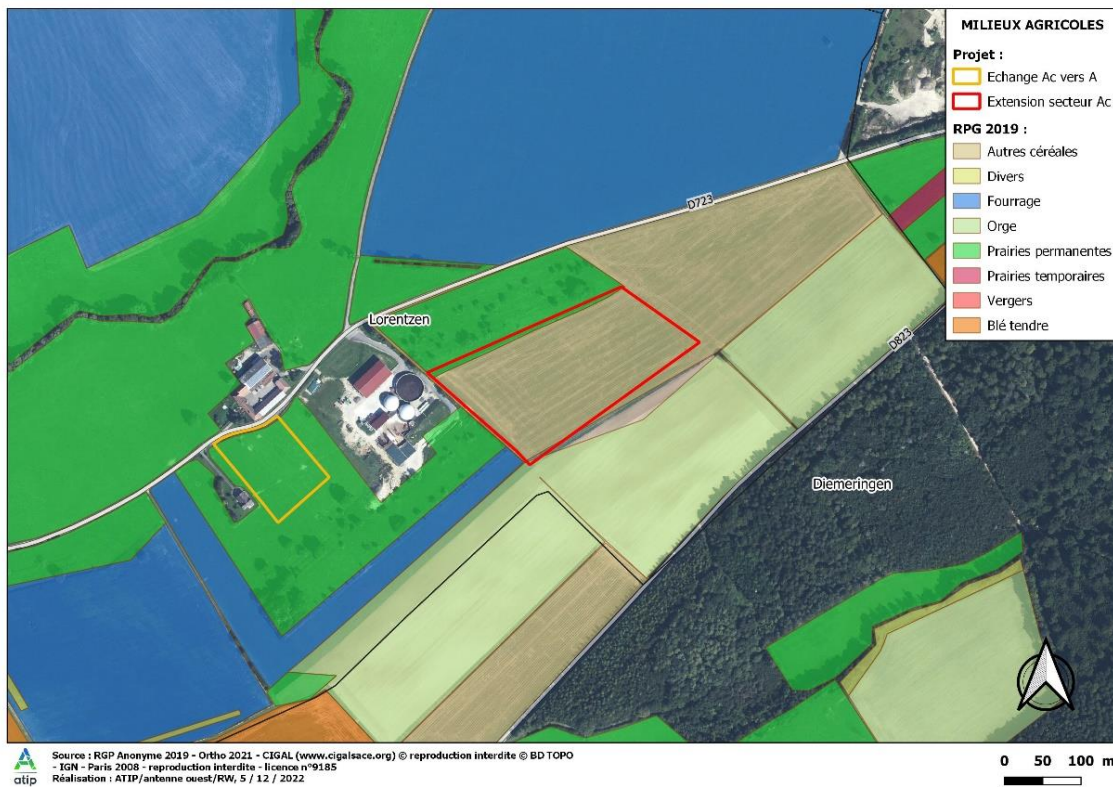 MILIEUX AGRICOLES
Projet :
Echange Ac vers A
Extension secteur Ac
RPG 2019 :
Autres céréales
Divers
Fourrage
Orge
Prairies permanentes
Prairies temporaires
Vergers
Blé tendre
D723
Lorentzen
D823
Diemeringen
atip
Source : RGP Anonyme 2019 - Ortho 2021 - CIGAL (www.cigalsace.org) © reproduction interdite © BD TOPO
- IGN - Paris 2008 - reproduction interdite - licence n°9185
Réalisation : ATIP/antenne ouest/RW, 5 / 12 / 2022
0 50 100 m